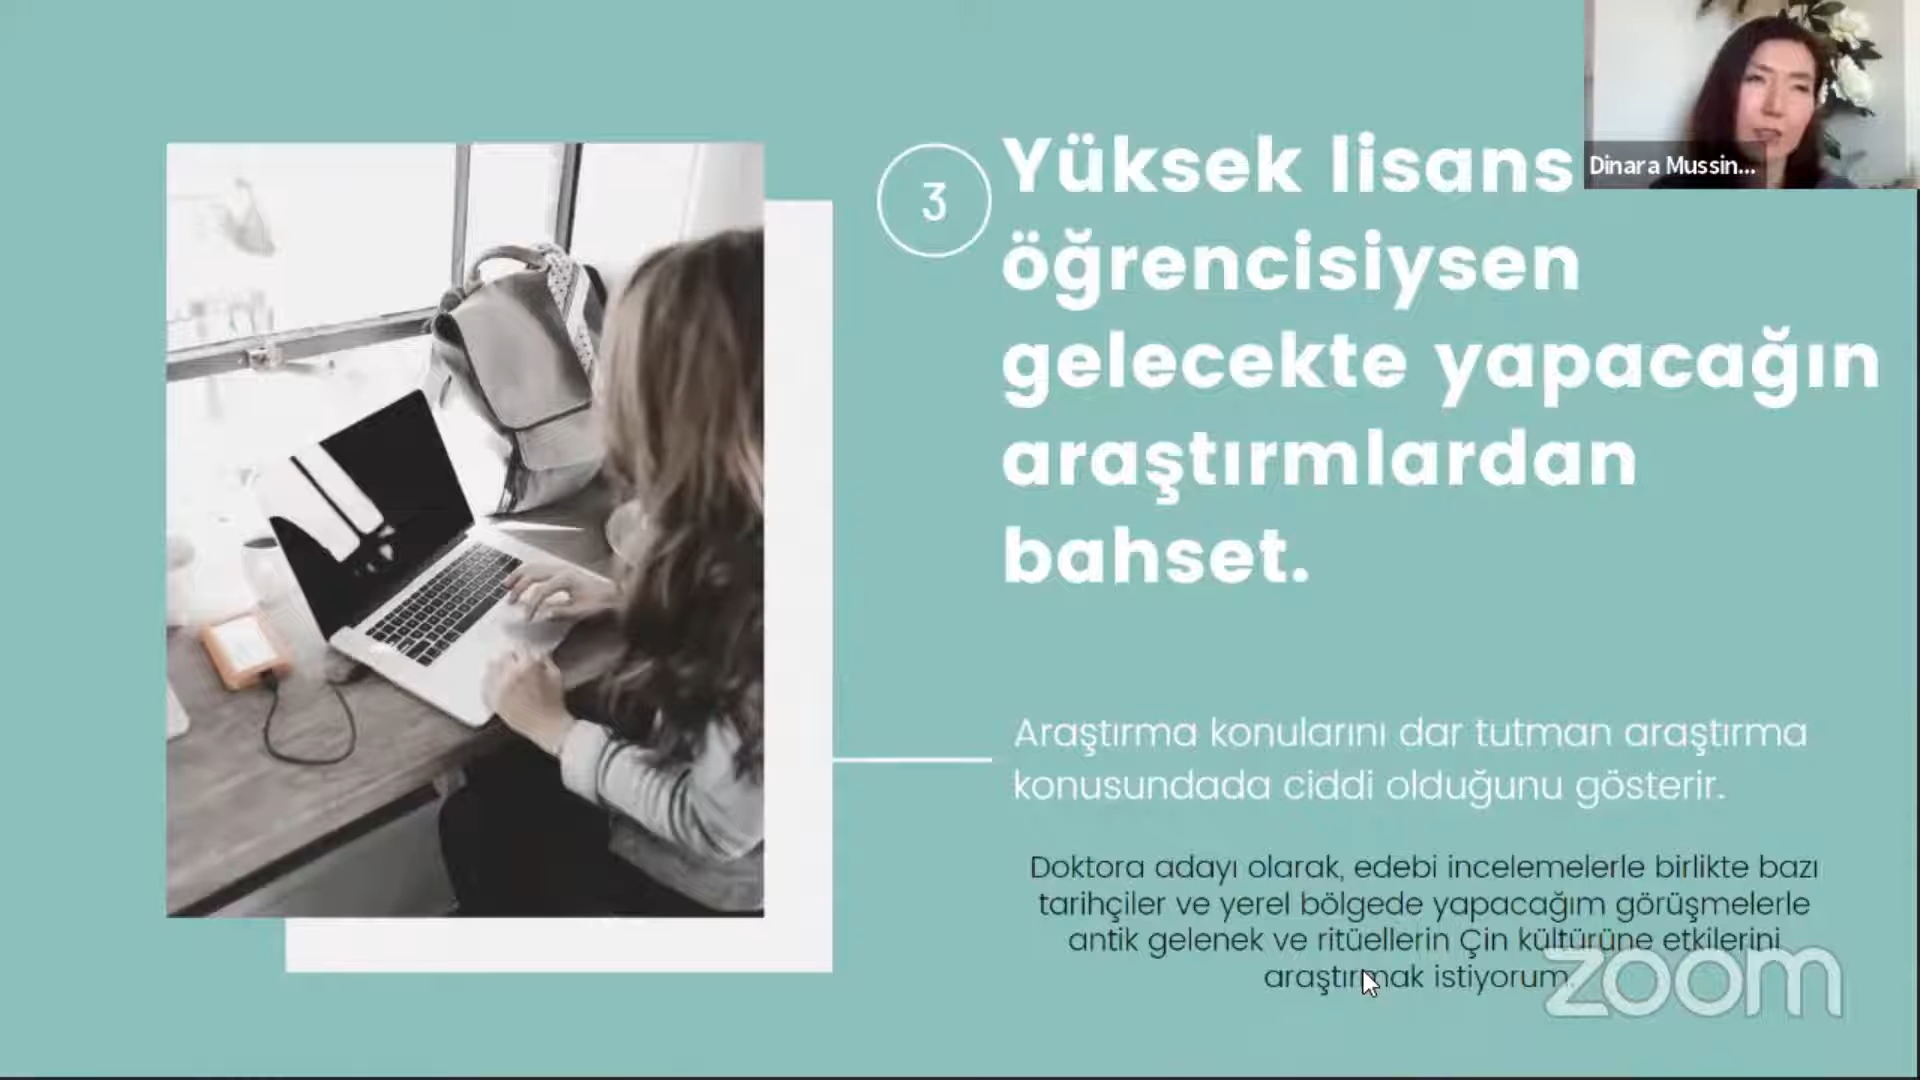 3
Yüksek lisans
öğrencisiysen
gelecekte yapacağın
araştırmlardan
bahset.
Dinara Mussin...
Araştırma konularını dar tutman araştırma
konusundada ciddi olduğunu gösterir.
Doktora adayı olarak, edebi incelemelerle birlikte bazı
tarihçiler ve yerel bölgede yapacağım görüşmelerle
antik gelenek ve ritüellerin Çin kültürüne etkilerini
araştırmak istiyorum.
zoom